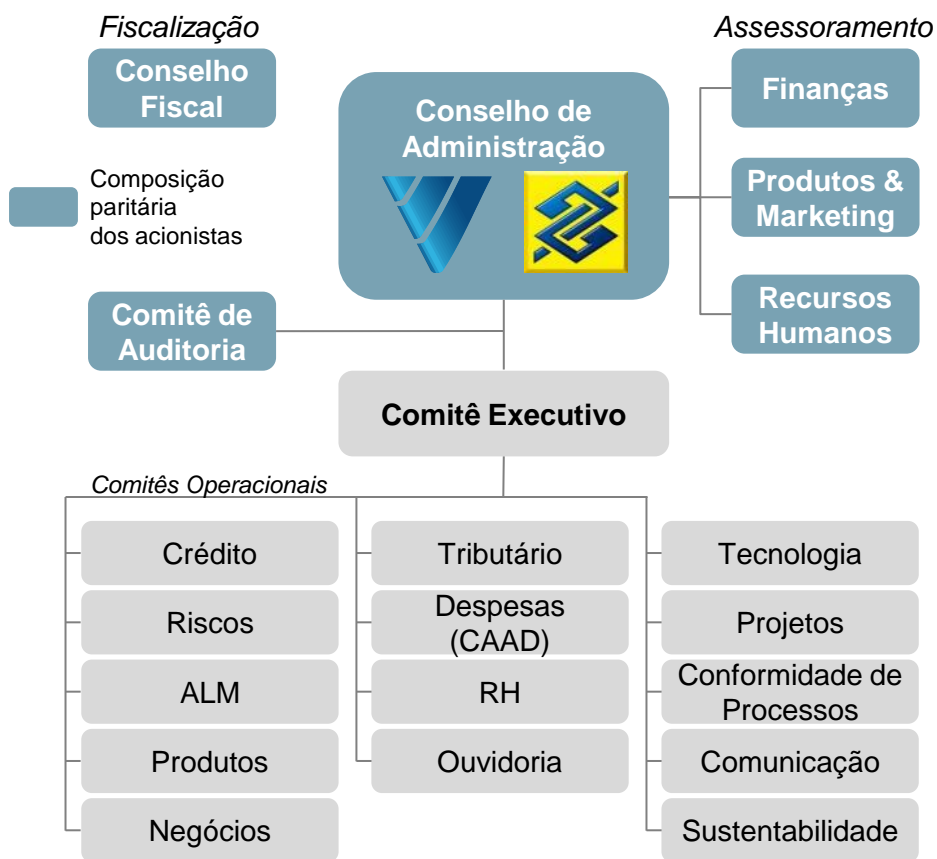 Fiscalização
Conselho
Fiscal
Composição
paritária
dos acionistas
Comitê de
Auditoria
Conselho de
Administração
Assessoramento
Finanças
Produtos &
Marketing
Recursos
Humanos
Comitê Executivo
Comitês Operacionais
Crédito
Riscos
ALM
Produtos
Negócios
Tributário
Despesas
(CAAD)
RH
Ouvidoria
Tecnologia
Projetos
Conformidade de
Processos
Comunicação
Sustentabilidade